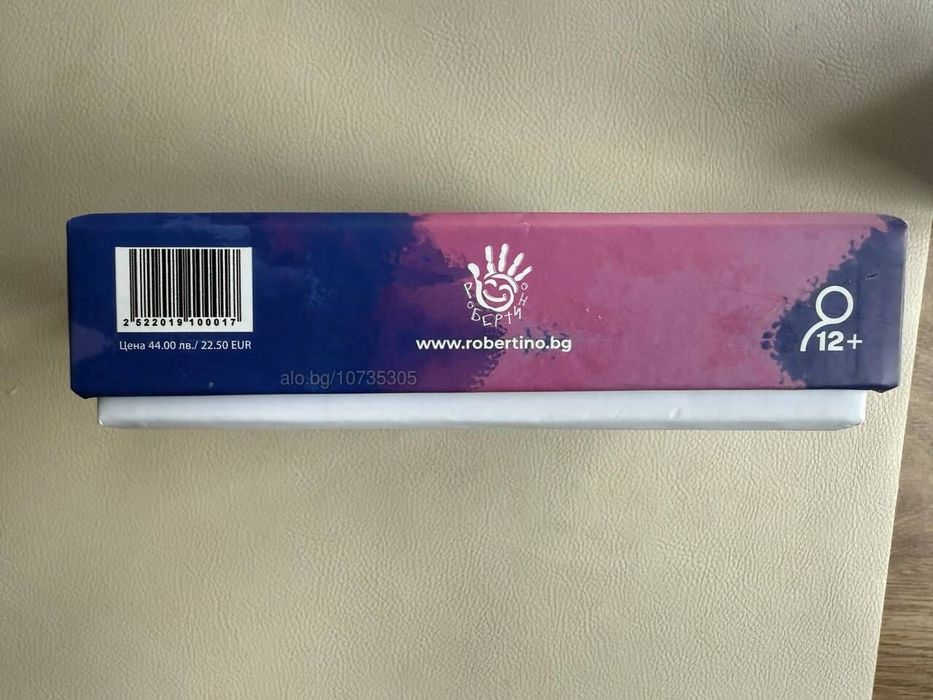 2 522019 100017
Цена 44.00 лв./ 22.50 EUR
РОБЕРТИНО
www.robertino.bg
12+
alo.bg/10735305